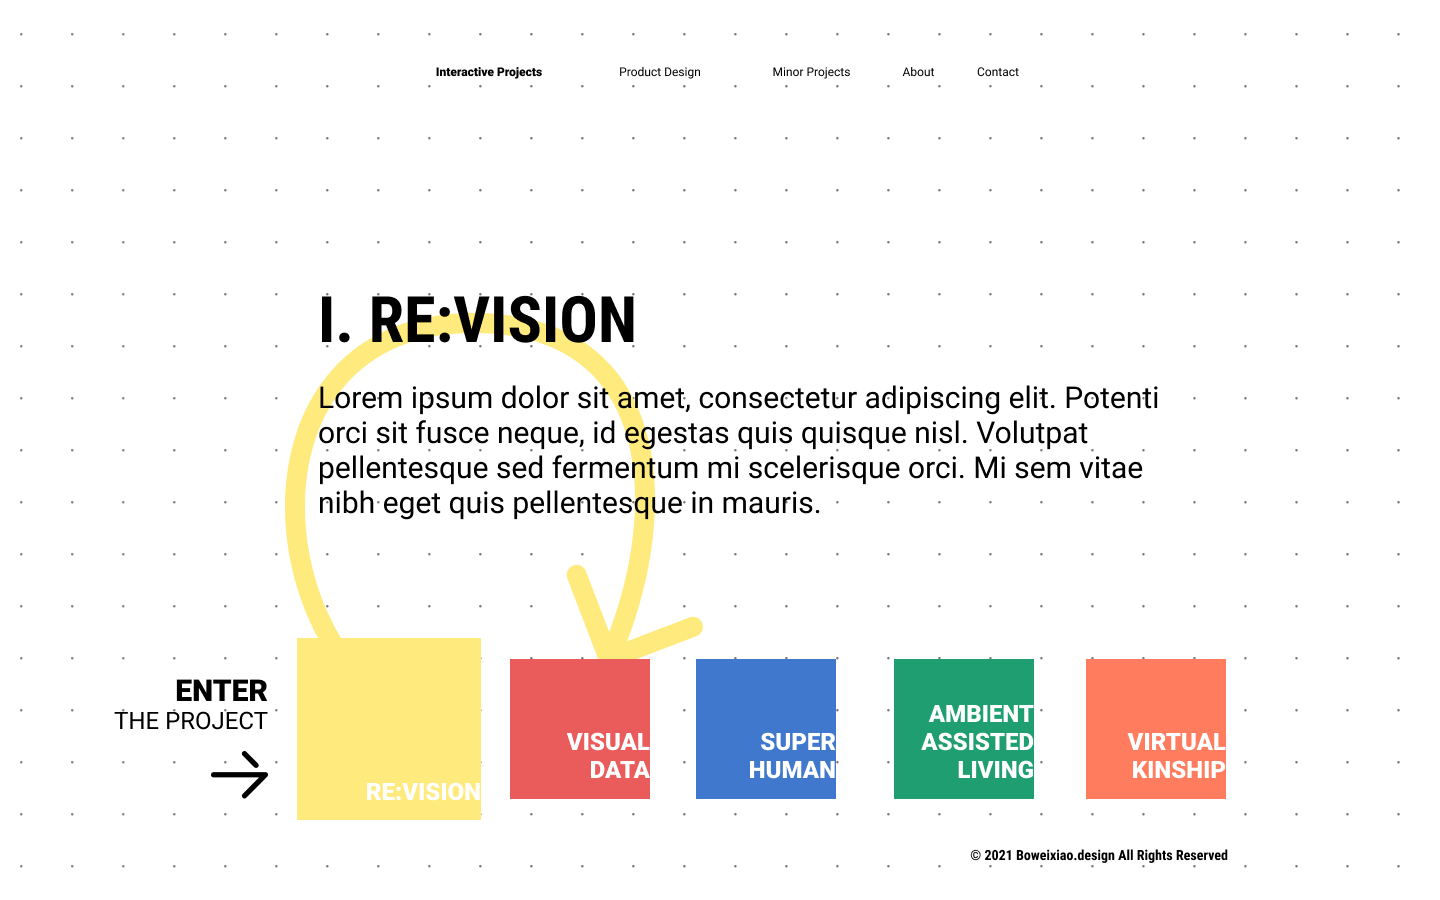 Interactive Projects
Product Design
Minor Projects
About
Contact
I. RE:VISION
Lorem ipsum dolor sit amet, consectetur adipiscing elit. Potenti
orci sit fusce neque, id egestas quis quisque nisl. Volutpat
pellentesque sed fermentum mi scelerisque orci. Mi sem vitae
nibh eget quis pellentesque in mauris.
ENTER
THE PROJECT
RE:VISION
VISUAL
DATA
SUPER
HUMAN
AMBIENT
ASSISTED
LIVING
VIRTUAL
KINSHIP
© 2021 Boweixiao.design All Rights Reserved